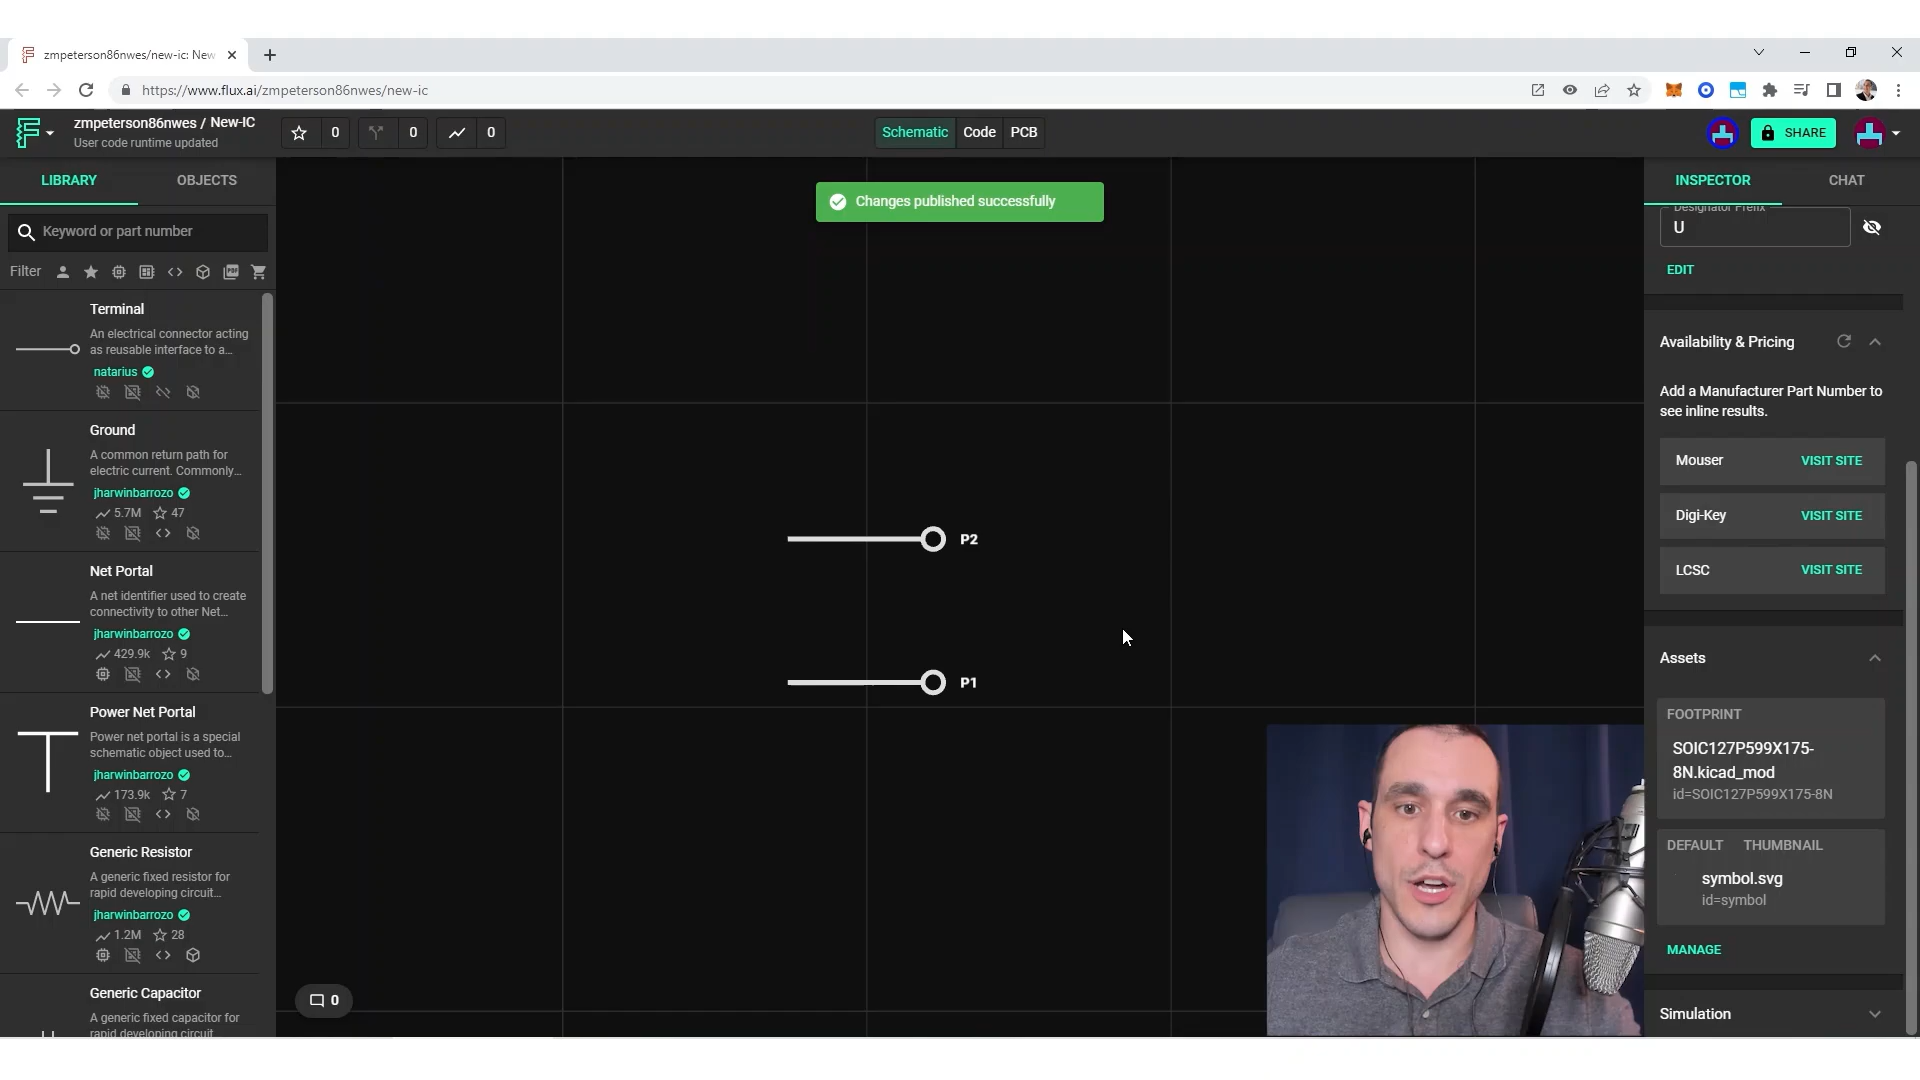 zmpeterson86nwes/new-ic: New
https://www.flux.ai/zmpeterson86nwes/new-ic
zmpeterson86nwes / New-IC
User code runtime updated
0
0
0
Schematic
Code
PCB
SHARE
LIBRARY
OBJECTS
Keyword or part number
Filter
Terminal
An electrical connector acting
as reusable interface to a...
natarius
Ground
A common return path for
electric current. Commonly...
jharwinbarrozo
5.7M
47
Net Portal
A net identifier used to create
connectivity to other Net...
jharwinbarrozo
429.9k
9
Power Net Portal
Power net portal is a special
schematic object used to...
jharwinbarrozo
173.9k
7
Generic Resistor
A generic fixed resistor for
rapid developing circuit...
jharwinbarrozo
1.2M
28
Generic Capacitor
A generic fixed capacitor for
rapid developing circuit
Changes published successfully
P2
P1
0
INSPECTOR
CHAT
Designator Prefix
U
EDIT
Availability & Pricing
Add a Manufacturer Part Number to
see inline results.
Mouser
VISIT SITE
Digi-Key
VISIT SITE
LCSC
VISIT SITE
Assets
FOOTPRINT
SOIC127P599X175-
8N.kicad_mod
id=SOIC127P599X175-8N
DEFAULT THUMBNAIL
symbol.svg
id=symbol
MANAGE
Simulation